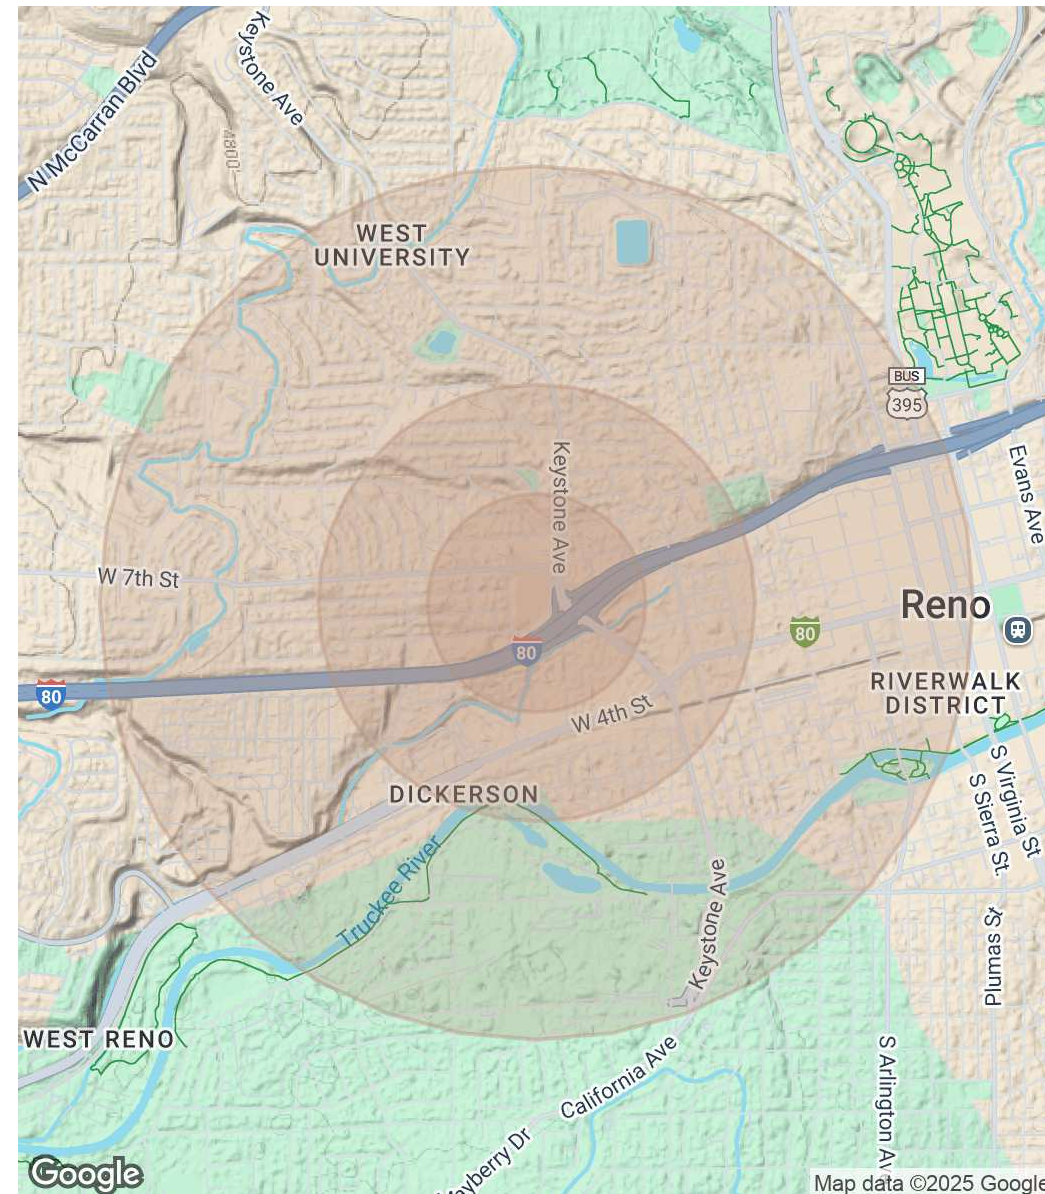 Keystone Ave
N McCarran Blvd
4800'
WEST
UNIVERSITY
BUS
395
Evans Ave
Keystone Ave
W 7th St
Reno
80
80
80
RIVERWALK
DISTRICT
W 4th St
DICKERSON
S Virginia St
S Sierra St
Truckee River
Keystone Ave
Plumas St
WEST RENO
California Ave
S Arlington Av
Mayberry Dr
Google
Map data ©2025 Google